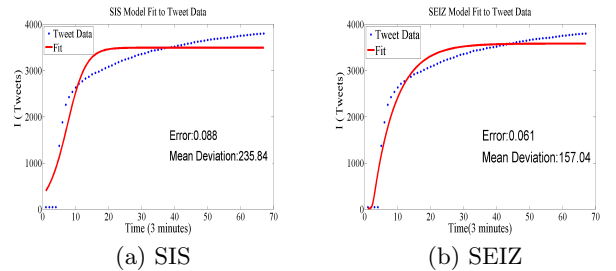 SIS Model Fit to Tweet Data
4000
3000
2000
1000
0
I (Tweets)
Tweet Data
Fit
Error:0.088
Mean Deviation:235.84
0 10 20 30 40 50 60 70
Time (3 minutes)
(a) SIS
SEIZ Model Fit to Tweet Data
4000
3000
2000
1000
0
I (Tweets)
Tweet Data
Fit
Error:0.061
Mean Deviation:157.04
0 10 20 30 40 50 60 70
Time(3 minutes)
(b) SEIZ